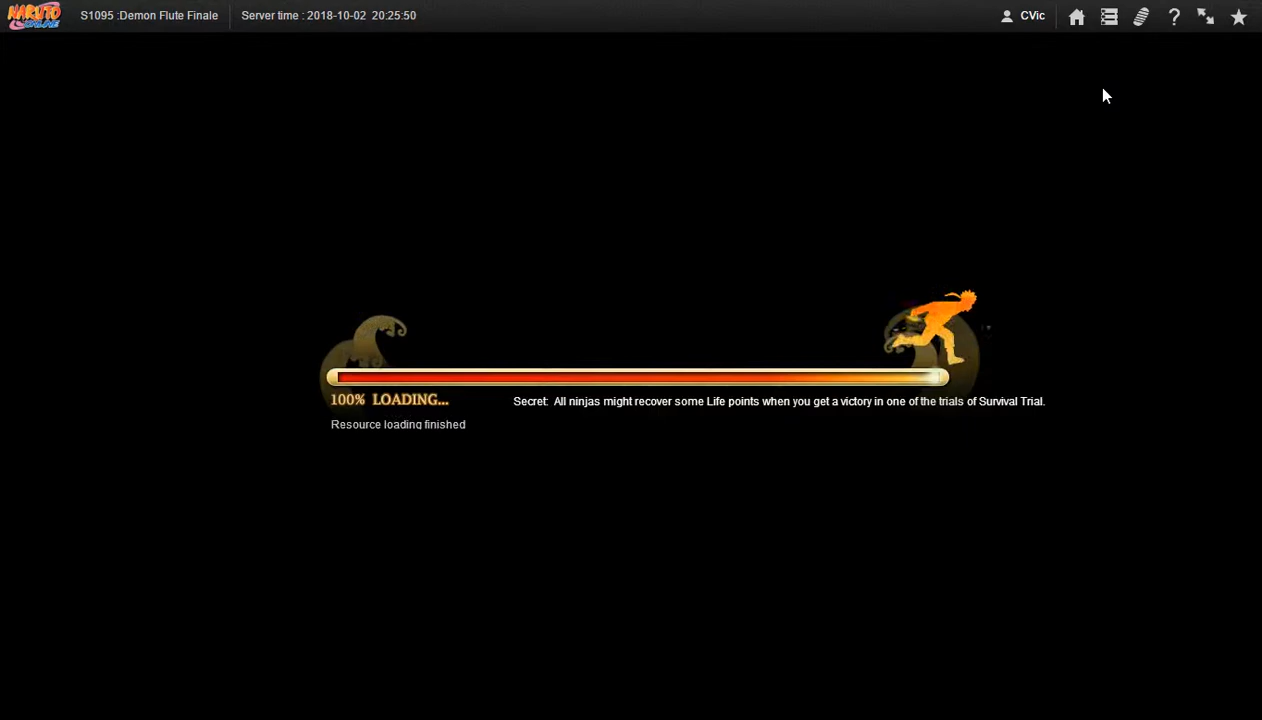 NARUTO
ONLINE
S1095 :Demon Flute Finale
Server time : 2018-10-02 20:25:50
CVic
?
100% LOADING...
Secret: All ninjas might recover some Life points when you get a victory in one of the trials of Survival Trial.
Resource loading finished